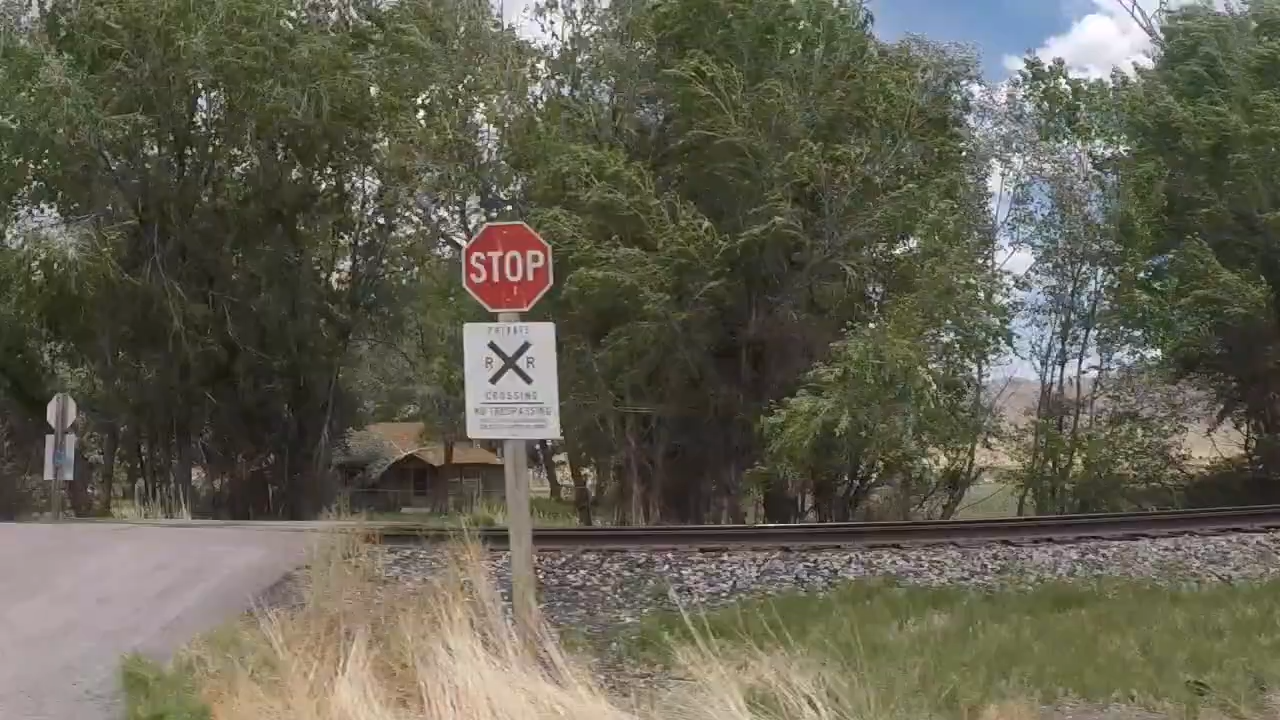 STOP
PRIVATE
R R
CROSSING
NO TRESPASSING